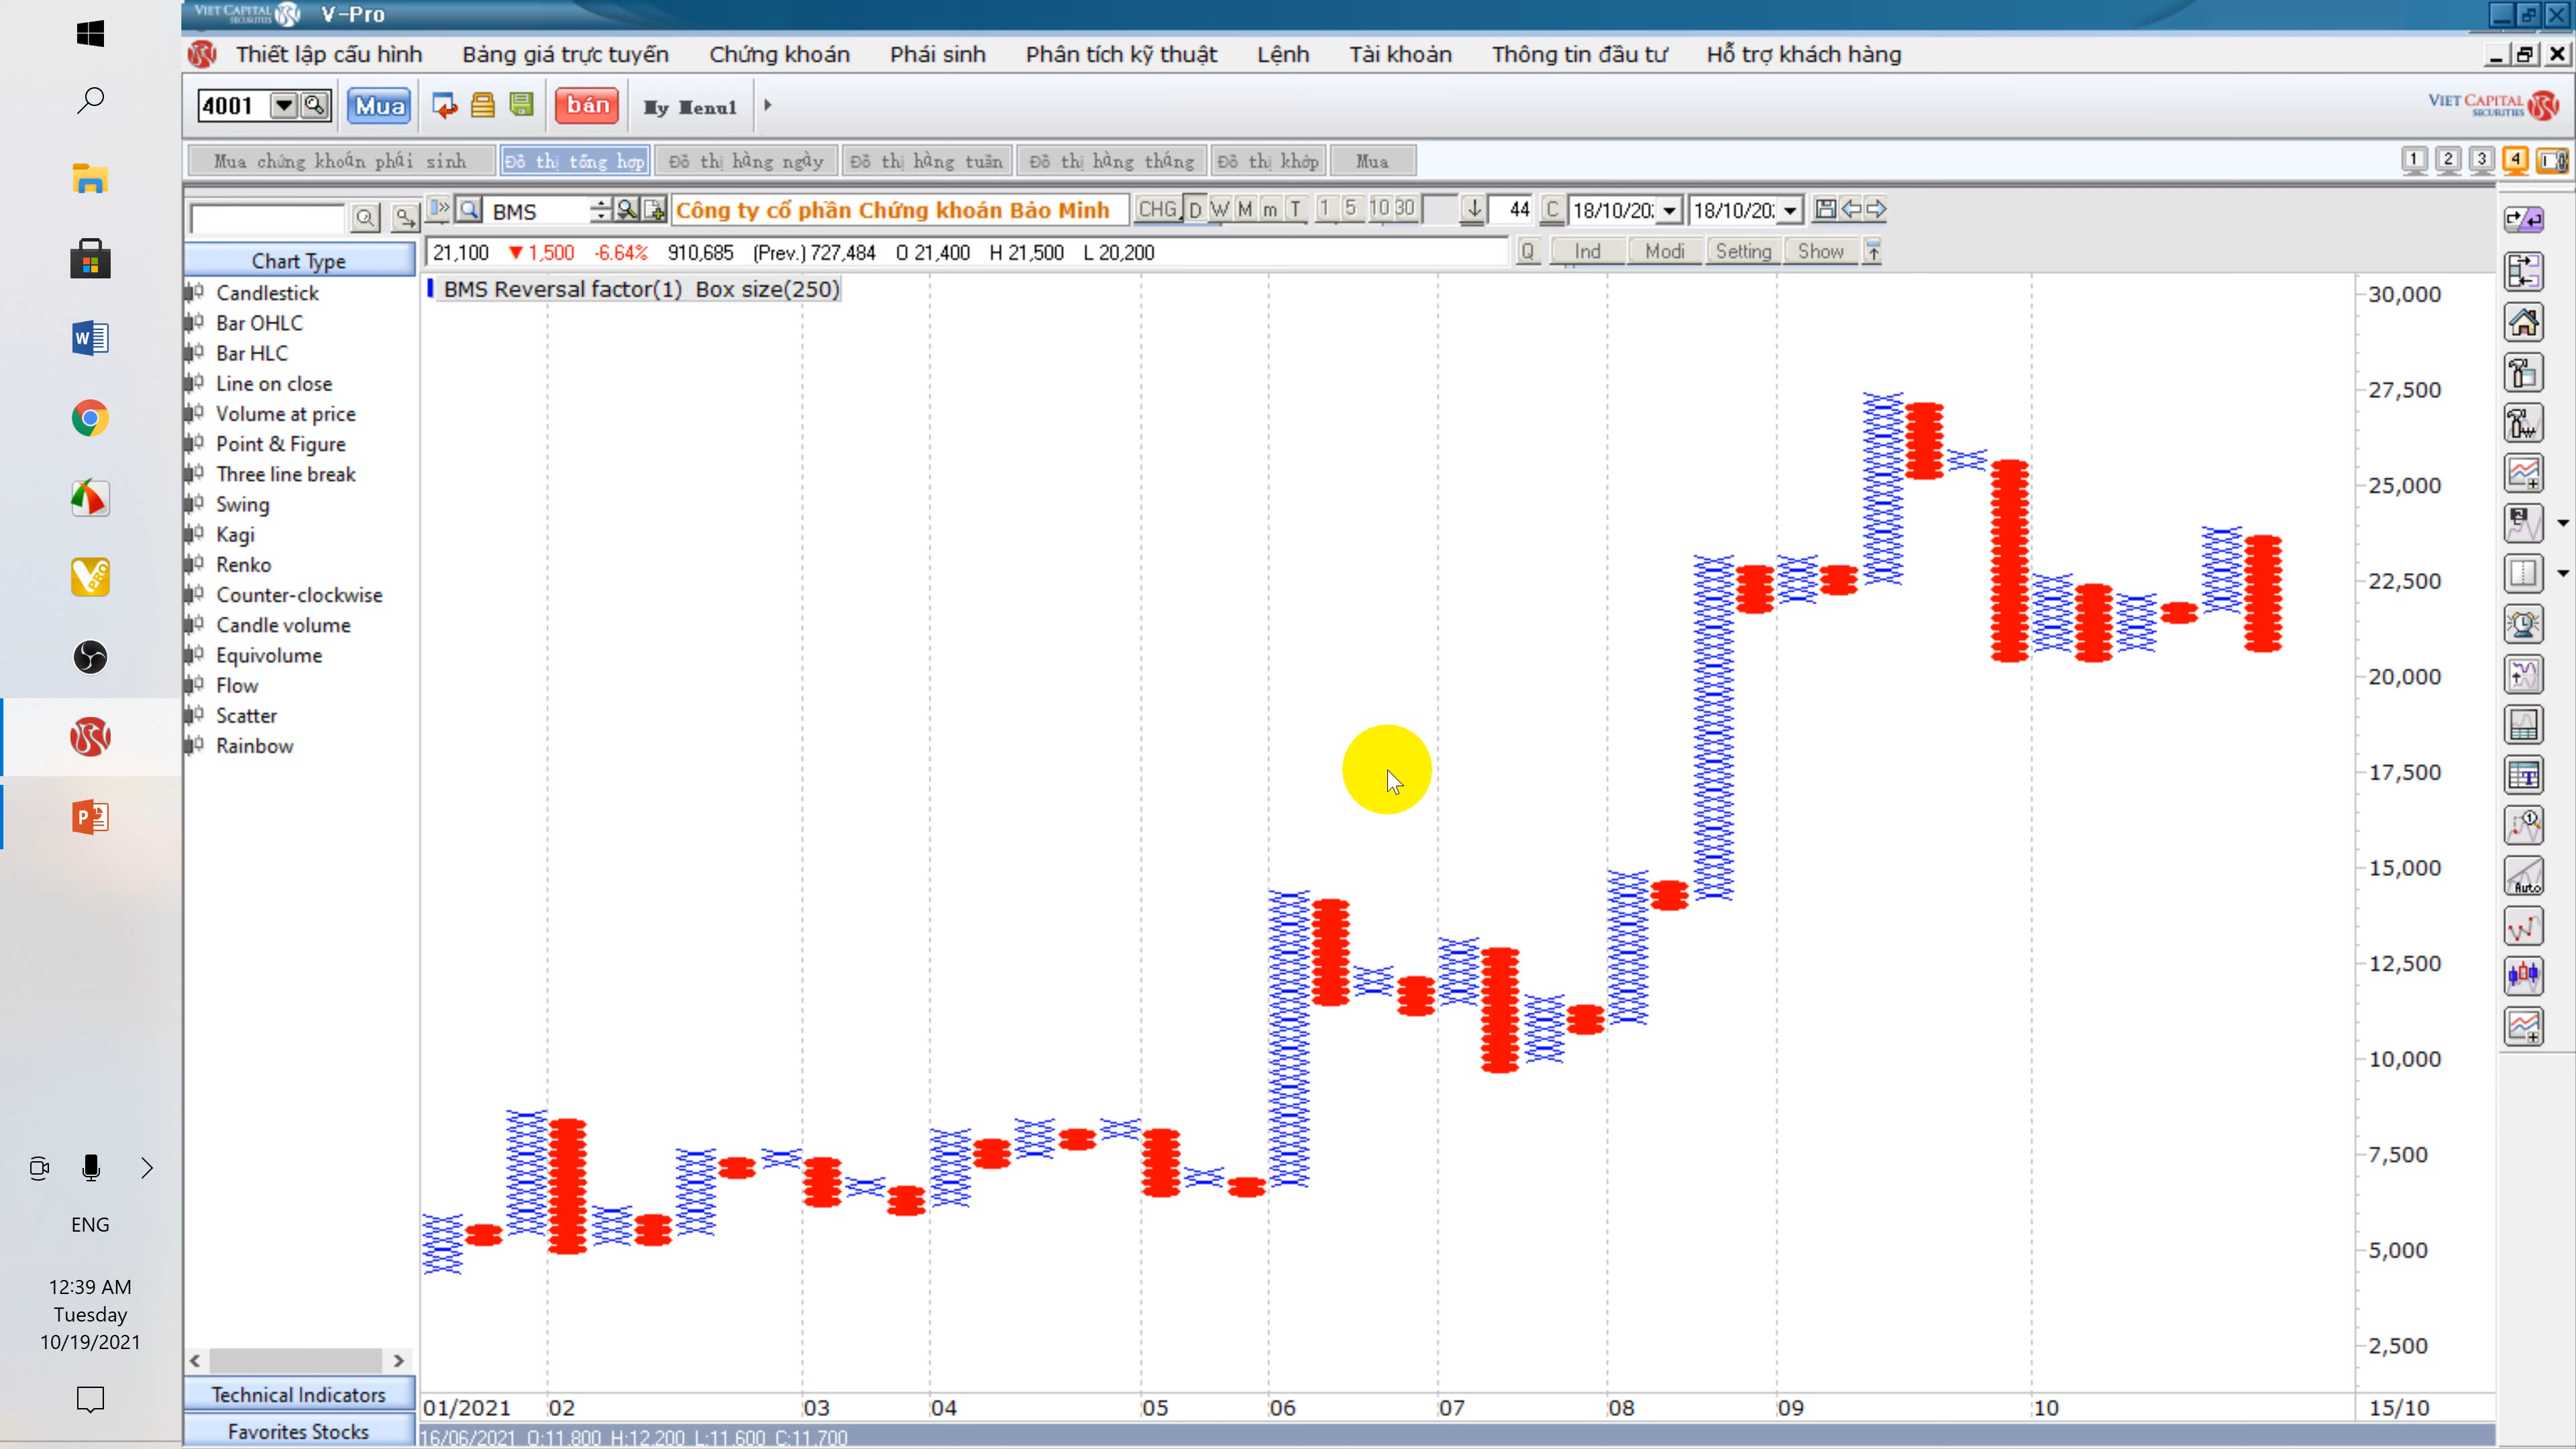 VIET CAPITAL SECURITIES V-Pro
Thiết lập cấu hình Bảng giá trực tuyến Chứng khoán Phái sinh Phân tích kỹ thuật Lệnh Tài khoản Thông tin đầu tư Hỗ trợ khách hàng
4001 Mua bán My Menu1 VIET CAPITAL SECURITIES
Mua chứng khoán phái sinh Đồ thị tổng hợp Đồ thị hàng ngày Đồ thị hàng tuần Đồ thị hàng tháng Đồ thị khớp Mua 1 2 3 4
BMS Công ty cổ phần Chứng khoán Bảo Minh CHG D W M m T 1 5 10 30 44 C 18/10/20 18/10/20
21,100 ▼ 1,500 -6.64% 910,685 (Prev.) 727,484 O 21,400 H 21,500 L 20,200 Q Ind Modi Setting Show
Chart Type
Candlestick
Bar OHLC
Bar HLC
Line on close
Volume at price
Point & Figure
Three line break
Swing
Kagi
Renko
Counter-clockwise
Candle volume
Equivolume
Flow
Scatter
Rainbow
Technical Indicators
Favorites Stocks
BMS Reversal factor(1) Box size(250)
30,000
27,500
25,000
22,500
20,000
17,500
15,000
12,500
10,000
7,500
5,000
2,500
01/2021 02 03 04 05 06 07 08 09 10 15/10
16/06/2021 O:11.800 H:12.200 L:11.600 C:11.700
Auto
ENG
12:39 AM
Tuesday
10/19/2021